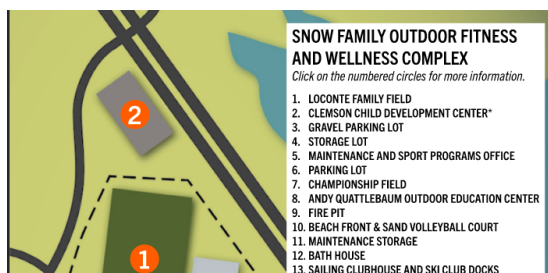 SNOW FAMILY OUTDOOR FITNESS
AND WELLNESS COMPLEX
Click on the numbered circles for more information.
1. LOCONTE FAMILY FIELD
2. CLEMSON CHILD DEVELOPMENT CENTER*
3. GRAVEL PARKING LOT
4. STORAGE LOT
5. MAINTENANCE AND SPORT PROGRAMS OFFICE
6. PARKING LOT
7. CHAMPIONSHIP FIELD
8. ANDY QUATTLEBAUM OUTDOOR EDUCATION CENTER
9. FIRE PIT
10. BEACH FRONT & SAND VOLLEYBALL COURT
11. MAINTENANCE STORAGE
12. BATH HOUSE
13. SAILING CLUBHOUSE AND SKI CLUB DOCKS
2
1